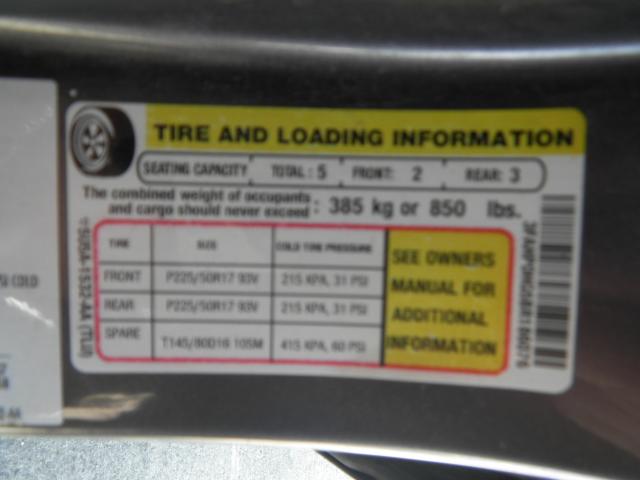 TIRE AND LOADING INFORMATION
SEATING CAPACITY TOTAL: 5 FRONT: 2 REAR: 3
The combined weight of occupants
and cargo should never exceed : 385 kg or 850 lbs.
TIRE SIZE COLD TIRE PRESSURE
FRONT P225/50R17 93V 215 KPA, 31 PSI
REAR P225/50R17 93V 215 KPA, 31 PSI
SPARE T145/80D16 105M 415 KPA, 60 PSI
SEE OWNERS
MANUAL FOR
ADDITIONAL
INFORMATION
COLD